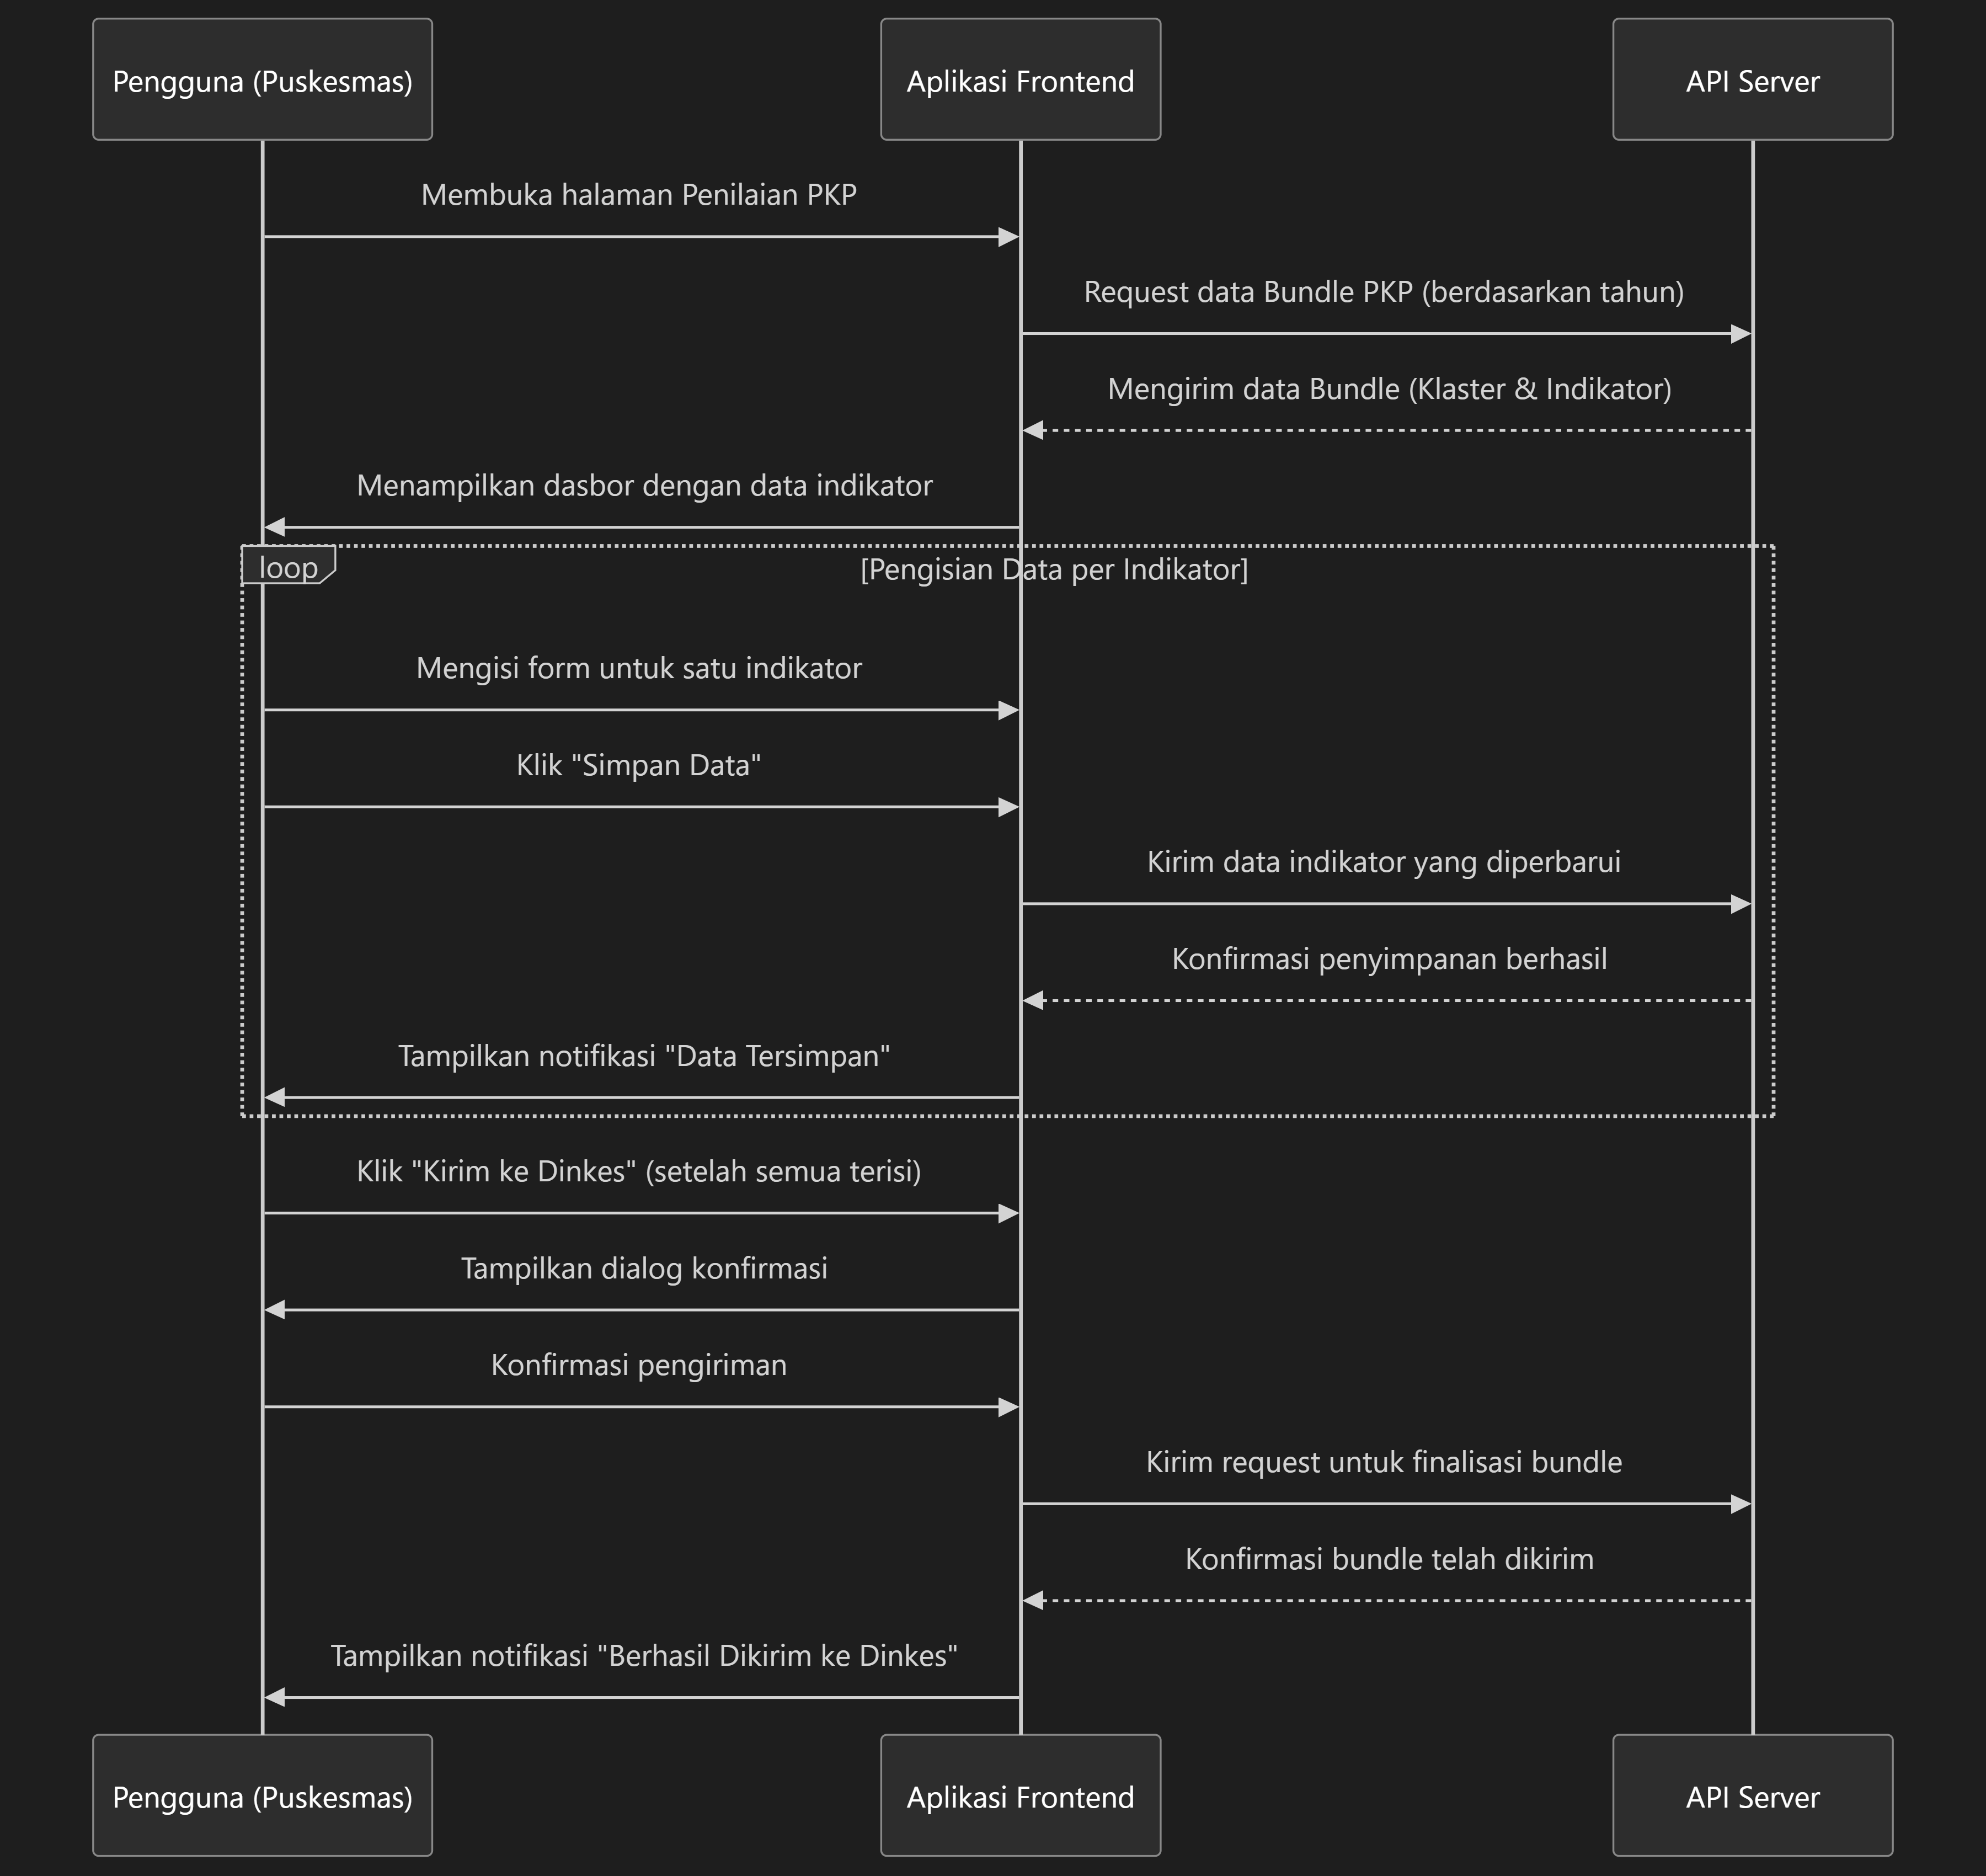 Pengguna (Puskesmas)
Aplikasi Frontend
API Server
Membuka halaman Penilaian PKP
Request data Bundle PKP (berdasarkan tahun)
Mengirim data Bundle (Klaster & Indikator)
Menampilkan dasbor dengan data indikator
loop
[Pengisian Data per Indikator]
Mengisi form untuk satu indikator
Klik "Simpan Data"
Kirim data indikator yang diperbarui
Konfirmasi penyimpanan berhasil
Tampilkan notifikasi "Data Tersimpan"
Klik "Kirim ke Dinkes" (setelah semua terisi)
Tampilkan dialog konfirmasi
Konfirmasi pengiriman
Kirim request untuk finalisasi bundle
Konfirmasi bundle telah dikirim
Tampilkan notifikasi "Berhasil Dikirim ke Dinkes"
Pengguna (Puskesmas)
Aplikasi Frontend
API Server